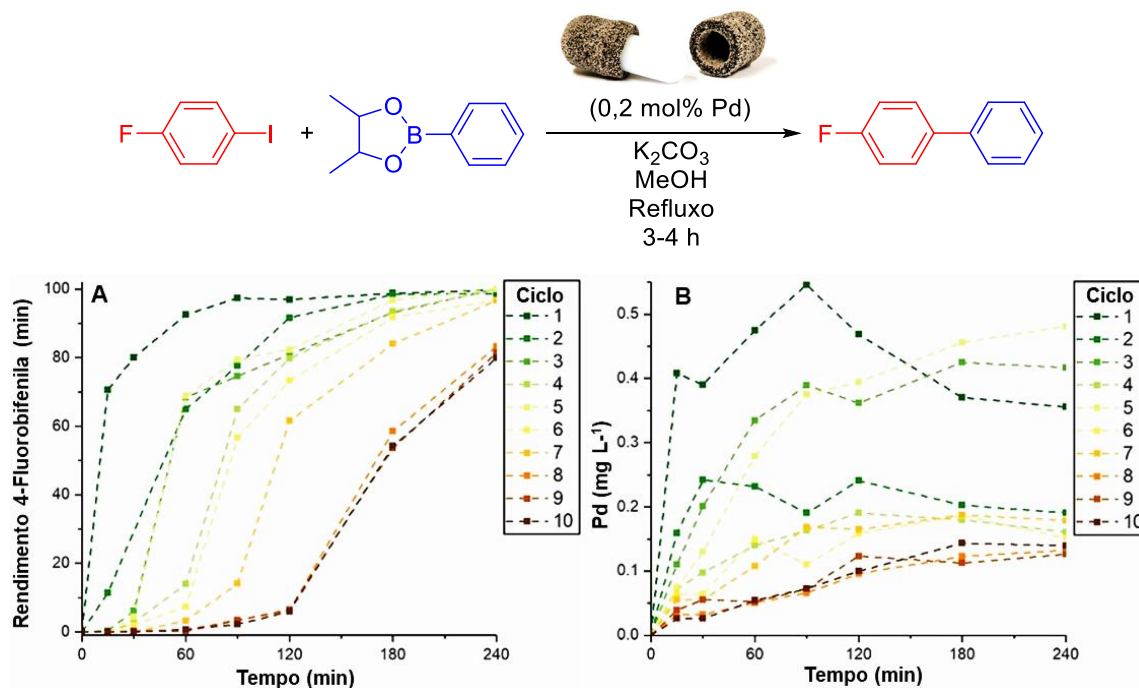 (0,2 mol% Pd)
F
I
+
O
B
O
F
K₂CO₃
MeOH
Refluxo
3-4 h
A
Rendimento 4-Fluorobifenila (min)
100
80
60
40
20
0
0 60 120 180 240
Tempo (min)
Ciclo
1
2
3
4
5
6
7
8
9
10
B
Pd (mg L⁻¹)
0.5
0.4
0.3
0.2
0.1
0.0
0 60 120 180 240
Tempo (min)
Ciclo
1
2
3
4
5
6
7
8
9
10